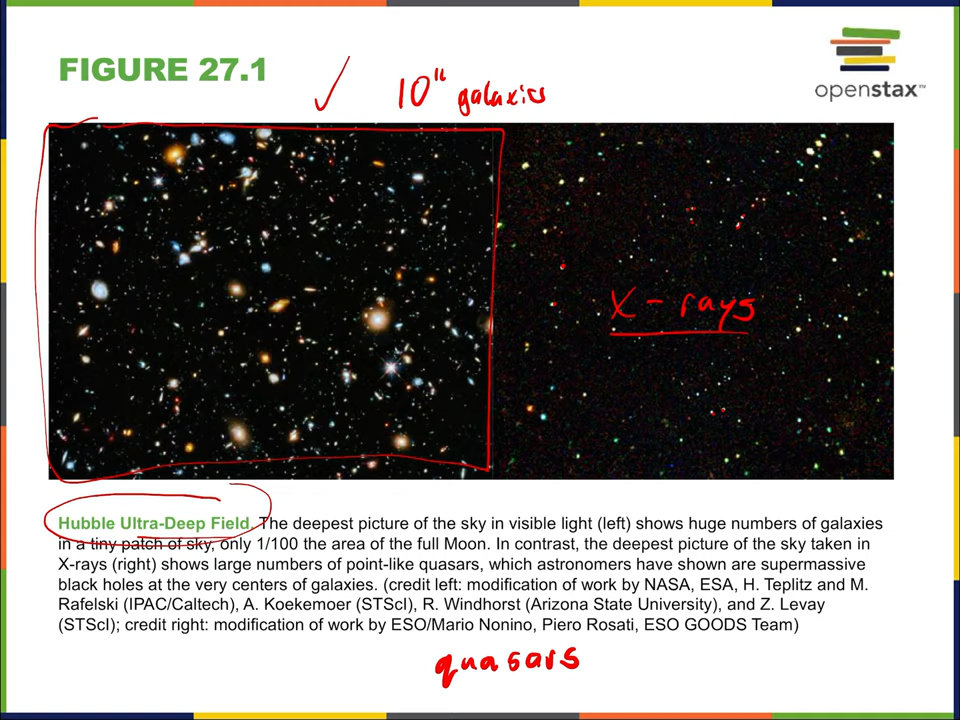 FIGURE 27.1
openstax™
10¹¹ galaxies
X-rays
Hubble Ultra-Deep Field. The deepest picture of the sky in visible light (left) shows huge numbers of galaxies
in a tiny patch of sky, only 1/100 the area of the full Moon. In contrast, the deepest picture of the sky taken in
X-rays (right) shows large numbers of point-like quasars, which astronomers have shown are supermassive
black holes at the very centers of galaxies. (credit left: modification of work by NASA, ESA, H. Teplitz and M.
Rafelski (IPAC/Caltech), A. Koekemoer (STScI), R. Windhorst (Arizona State University), and Z. Levay
(STScI); credit right: modification of work by ESO/Mario Nonino, Piero Rosati, ESO GOODS Team)
quasars